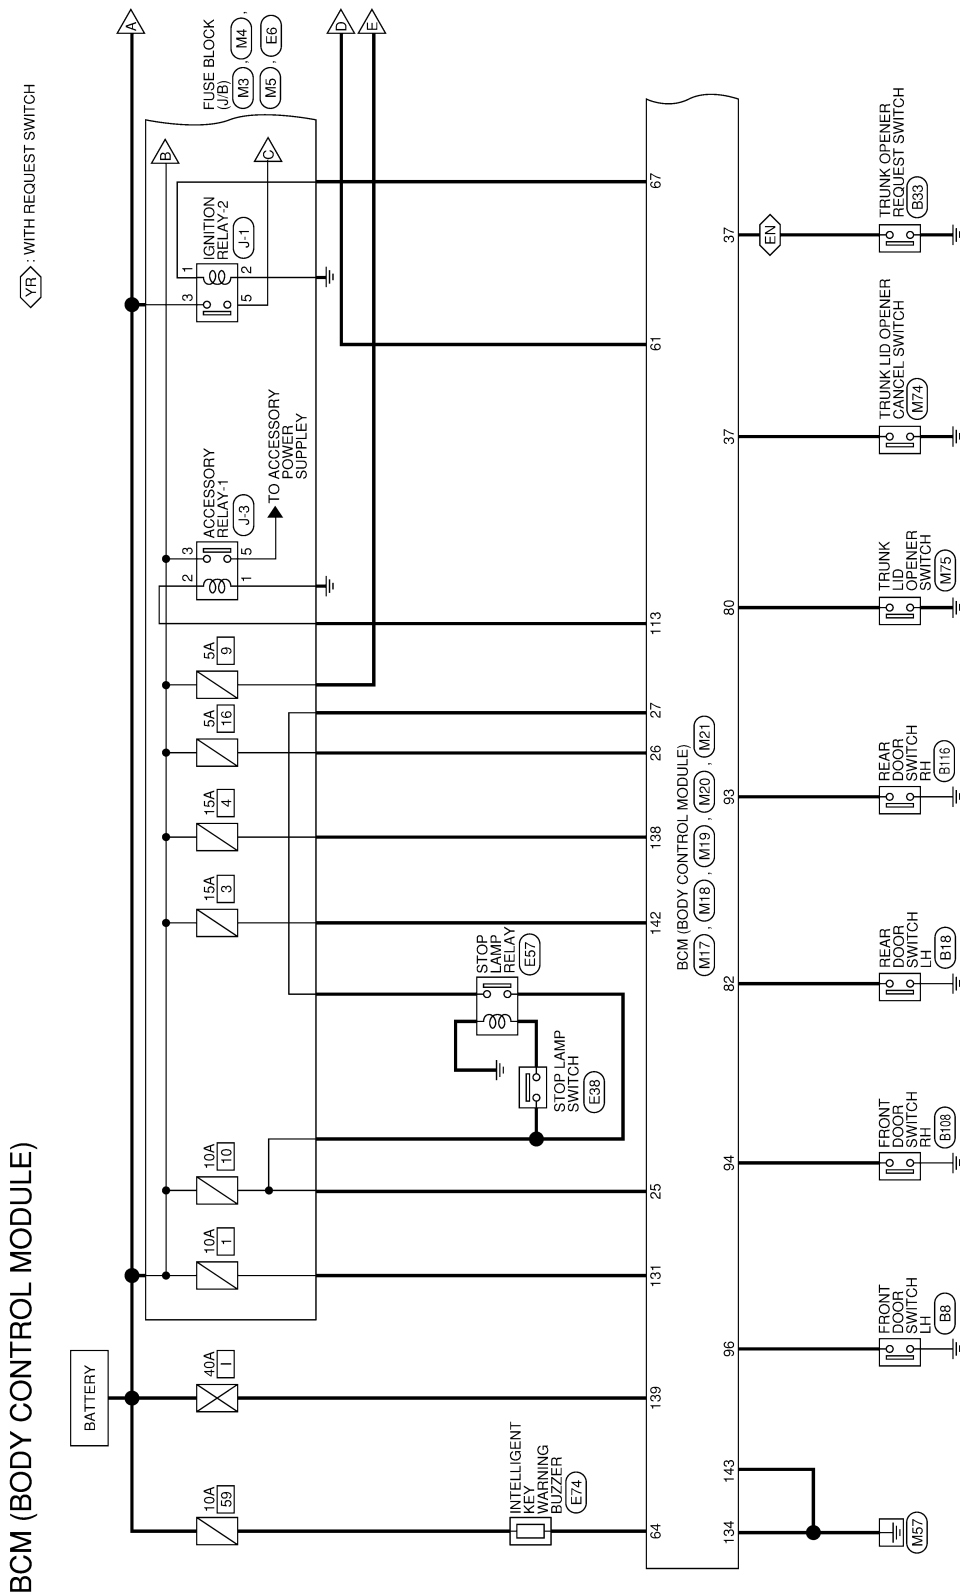 BCM (BODY CONTROL MODULE)
YR : WITH REQUEST SWITCH
BATTERY
A
FUSE BLOCK
(J/B)
M3 , M4 ,
M5 , E6
D
E
B
C
10A
59
40A
I
10A
1
10A
10
15A
3
15A
4
5A
16
5A
9
ACCESSORY
RELAY-1
J-3
2
3
1
5
TO ACCESSORY
POWER
SUPPLEY
IGNITION
RELAY-2
J-1
3
1
5
2
INTELLIGENT
KEY
WARNING
BUZZER
E74
STOP LAMP
SWITCH
E38
STOP
LAMP
RELAY
E57
64
139
131
25
142
138
26
27
113
61
67
BCM (BODY CONTROL MODULE)
M17 , M18 , M19 , M20 , M21
134
143
96
94
82
93
80
37
37
EN
M57
FRONT
DOOR
SWITCH
LH
B8
FRONT
DOOR
SWITCH
RH
B108
REAR
DOOR
SWITCH
LH
B18
REAR
DOOR
SWITCH
RH
B116
TRUNK
LID
OPENER
SWITCH
M75
TRUNK LID OPENER
CANCEL SWITCH
M74
TRUNK OPENER
REQUEST SWITCH
B33